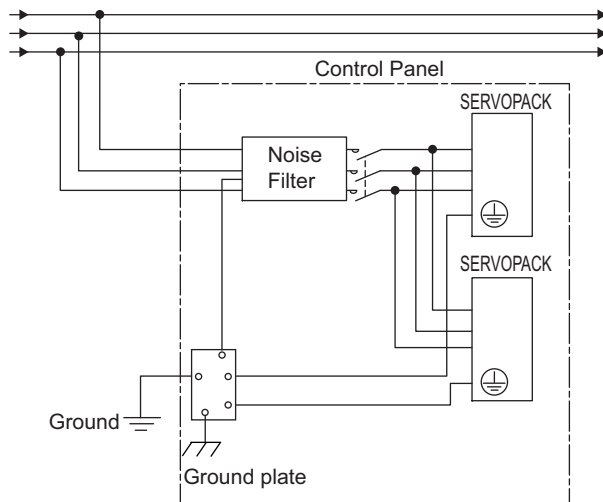 Control Panel
SERVOPACK
Noise
Filter
SERVOPACK
Ground
Ground plate